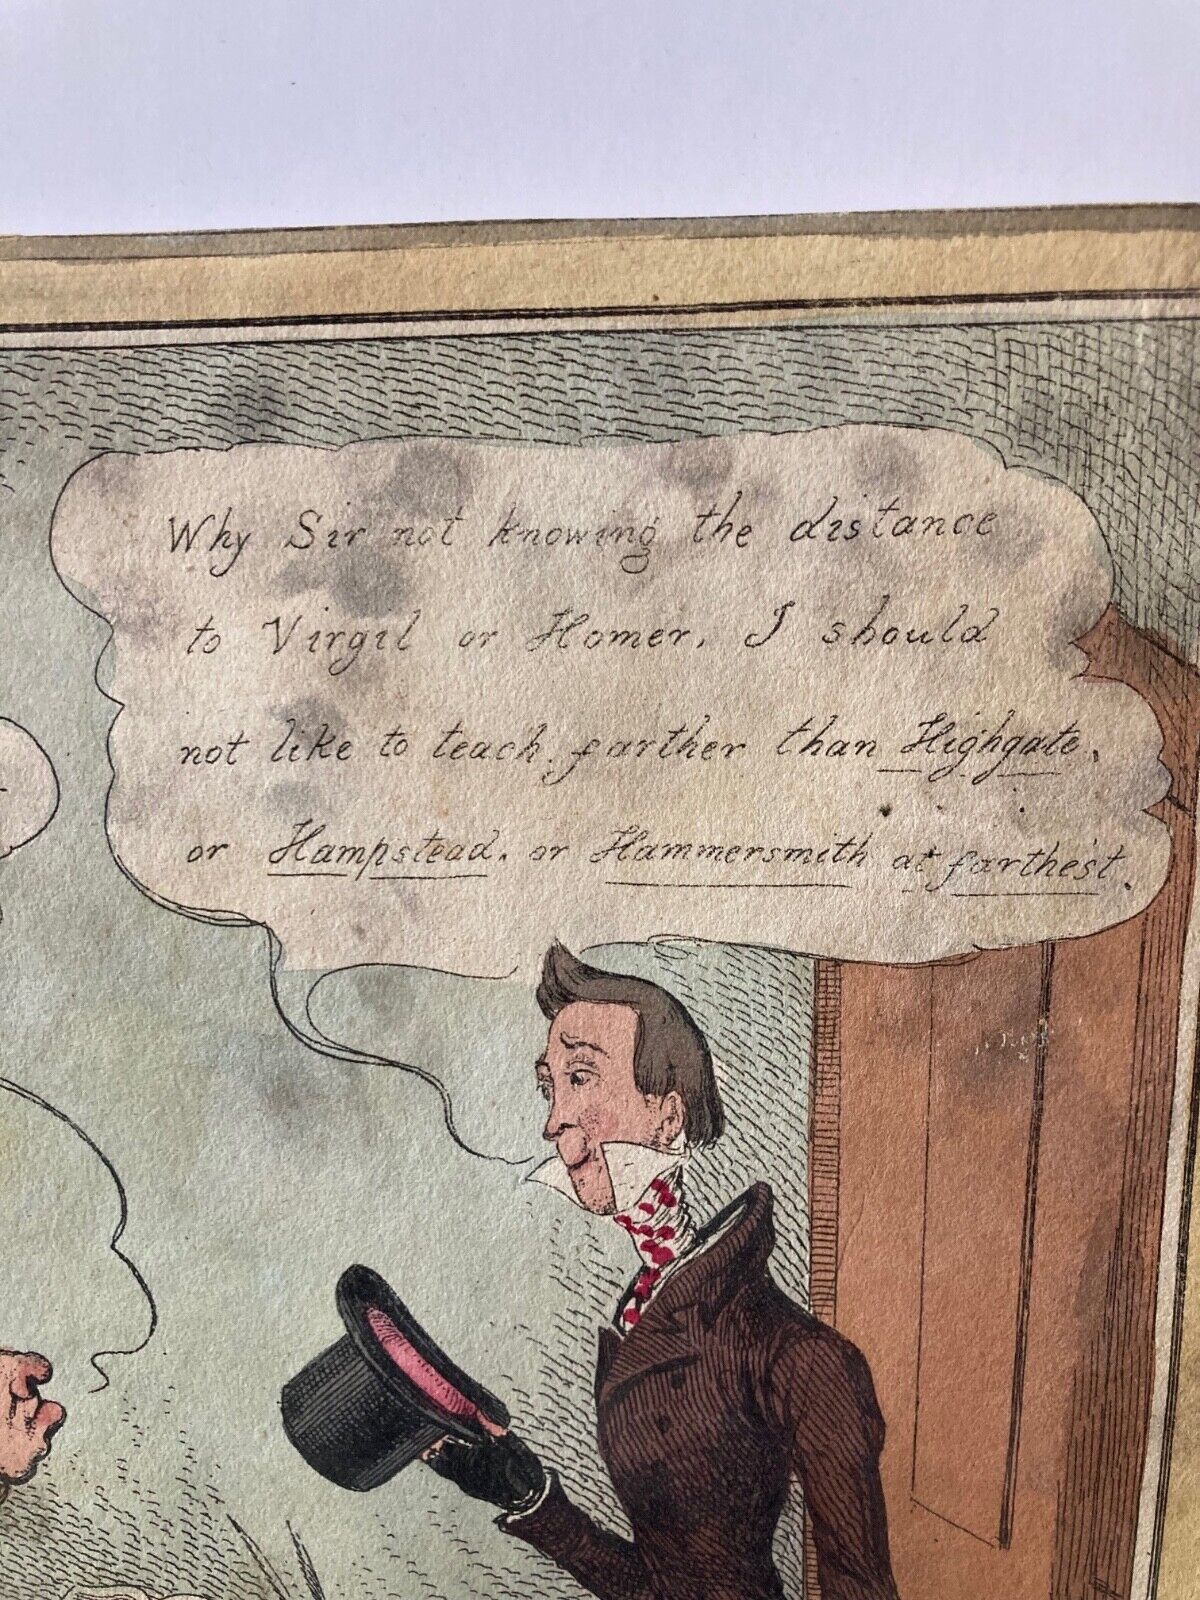 Why Sir not knowing the distance
to Virgil or Homer, I should
not like to teach farther than Highgate,
or Hampstead, or Hammersmith at farthest.